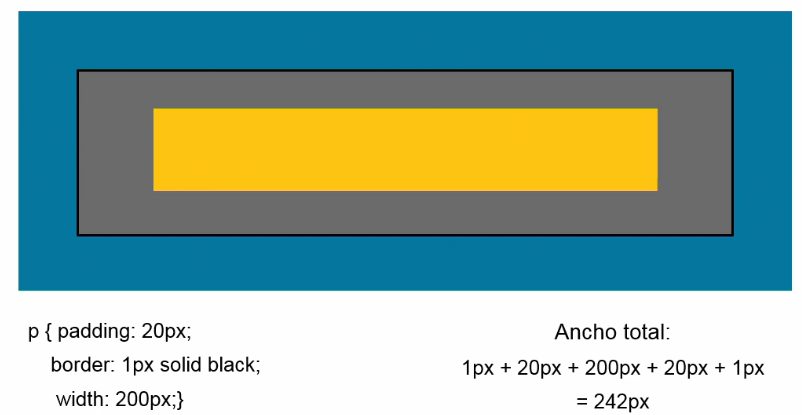 p { padding: 20px;
border: 1px solid black;
width: 200px;}
Ancho total:
1px + 20px + 200px + 20px + 1px
= 242px